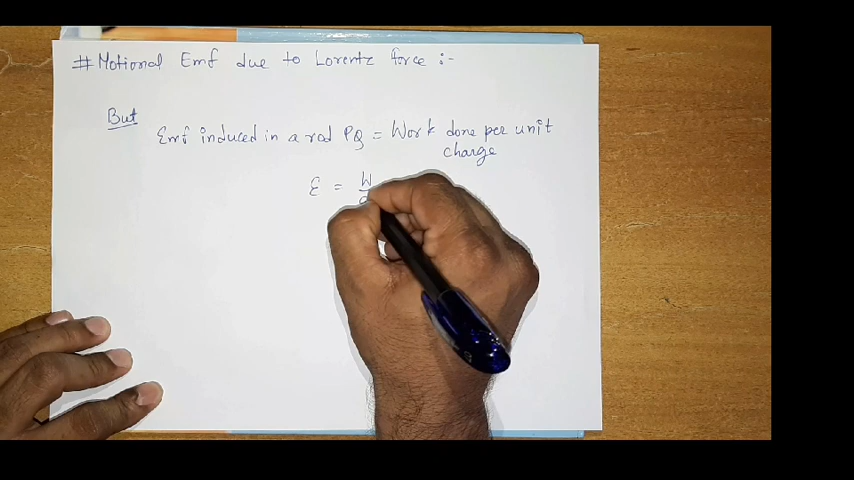 # Motional Emf due to Lorentz force :-
But
Emf induced in a rod PQ = Work done per unit
charge
ε = W